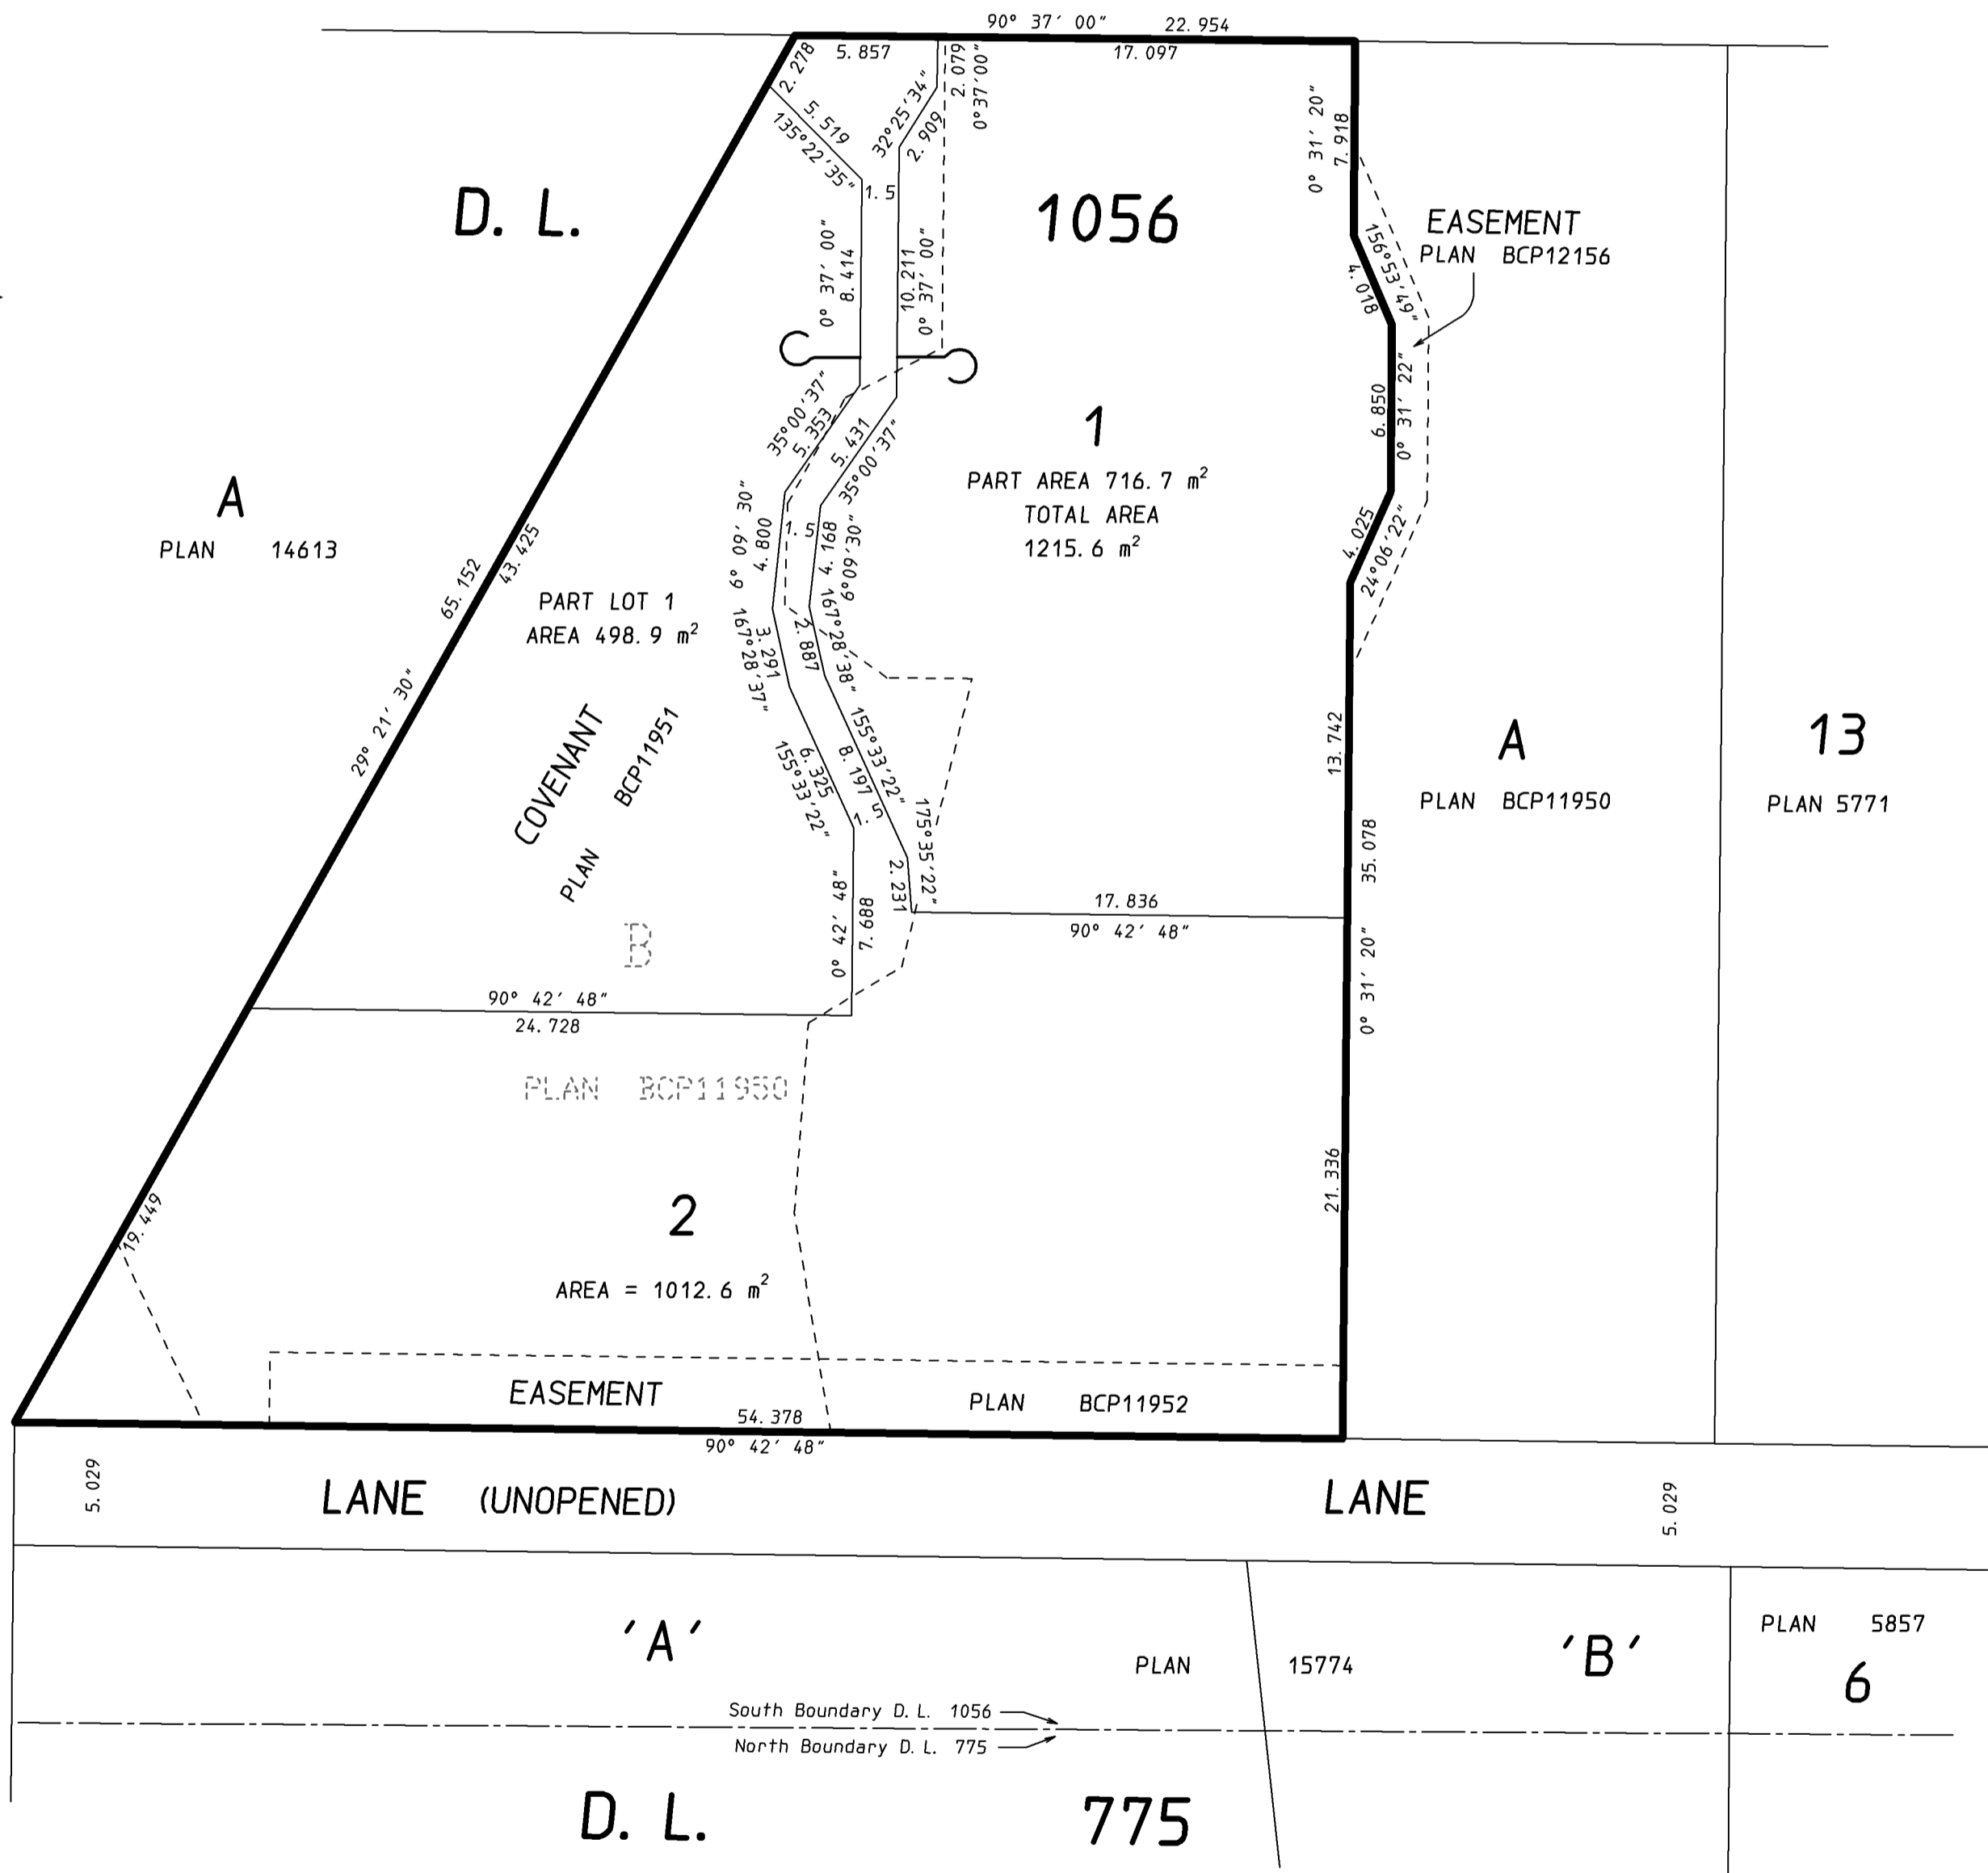 90° 37′ 00″ 22.954
5.857
17.097
2.278
2.079
0°37′00″
5.519
135°22′35″
32°25′34″
2.909
1.5
0° 31′ 20″
7.918
D. L.
1056
EASEMENT
PLAN BCP12156
156°53′49″
4.018
0° 37′ 00″
8.414
10.211
0° 37′ 00″
6.850
0° 31′ 22″
35°00′37″
5.353
5.431
35°00′37″
1
PART AREA 716.7 m²
TOTAL AREA
1215.6 m²
A
PLAN 14613
65.152
43.425
29° 21′ 30″
6° 09′ 30″
4.800
1.5
4.168
6°09′30″
4.025
24°06′22″
PART LOT 1
AREA 498.9 m²
3.291
167°28′37″
2.887
167°28′38″
COVENANT
PLAN BCP11951
6.325
155°33′22″
8.197
155°33′22″
1.5
13.742
A
PLAN BCP11950
13
PLAN 5771
35.078
0° 31′ 20″
175°35′22″
2.231
0° 42′ 48″
7.688
17.836
90° 42′ 48″
B
90° 42′ 48″
24.728
PLAN BCP11950
19.449
2
AREA = 1012.6 m²
21.336
EASEMENT PLAN BCP11952
54.378
90° 42′ 48″
5.029
LANE (UNOPENED)
LANE
5.029
'A'
PLAN 15774
'B'
PLAN 5857
6
South Boundary D. L. 1056
North Boundary D. L. 775
D. L. 775